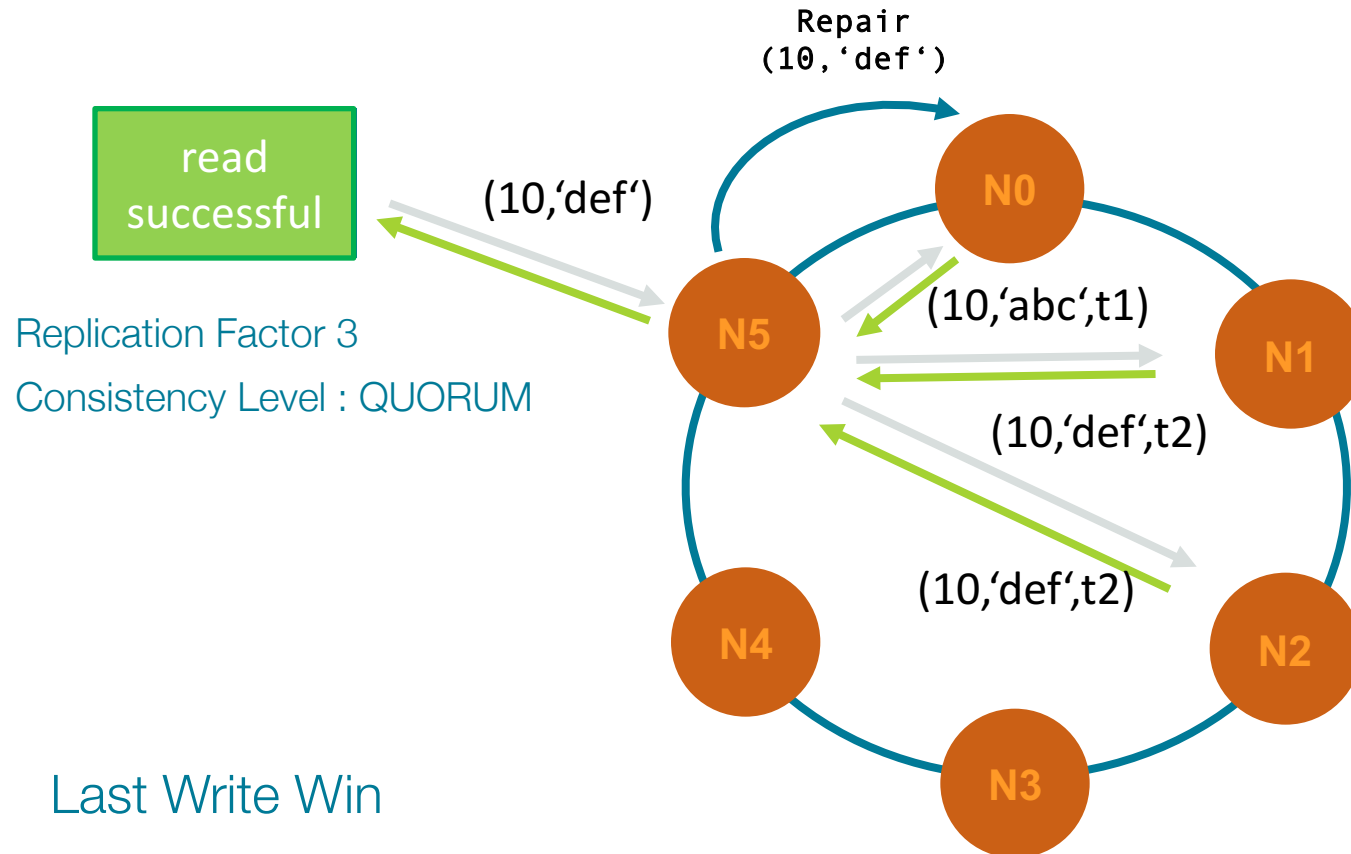 Repair
(10,‘def‘)
read
successful
(10,‘def‘)
N0
(10,‘abc‘,t1)
N5
N1
Replication Factor 3
Consistency Level : QUORUM
(10,‘def‘,t2)
(10,‘def‘,t2)
N4
N2
N3
Last Write Win